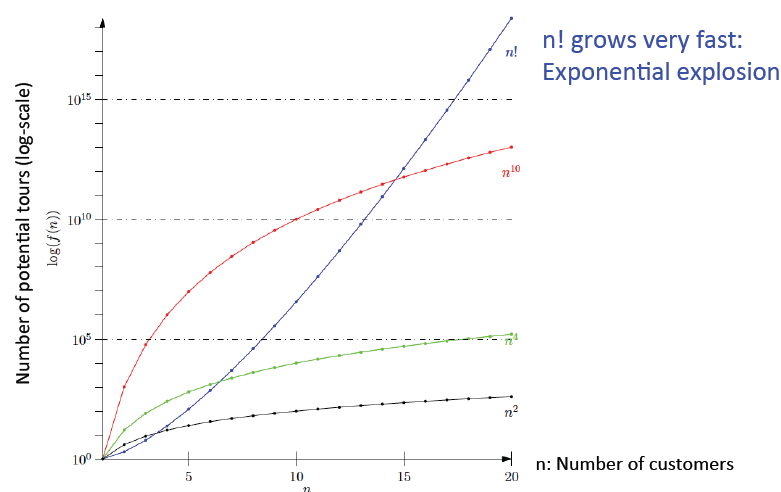 n! grows very fast:
Exponential explosion
Number of potential tours (log-scale)
log(f(n))
10^15
10^10
10^5
10^0
n!
n^10
n^4
n^2
5
10
15
20
n
n: Number of customers